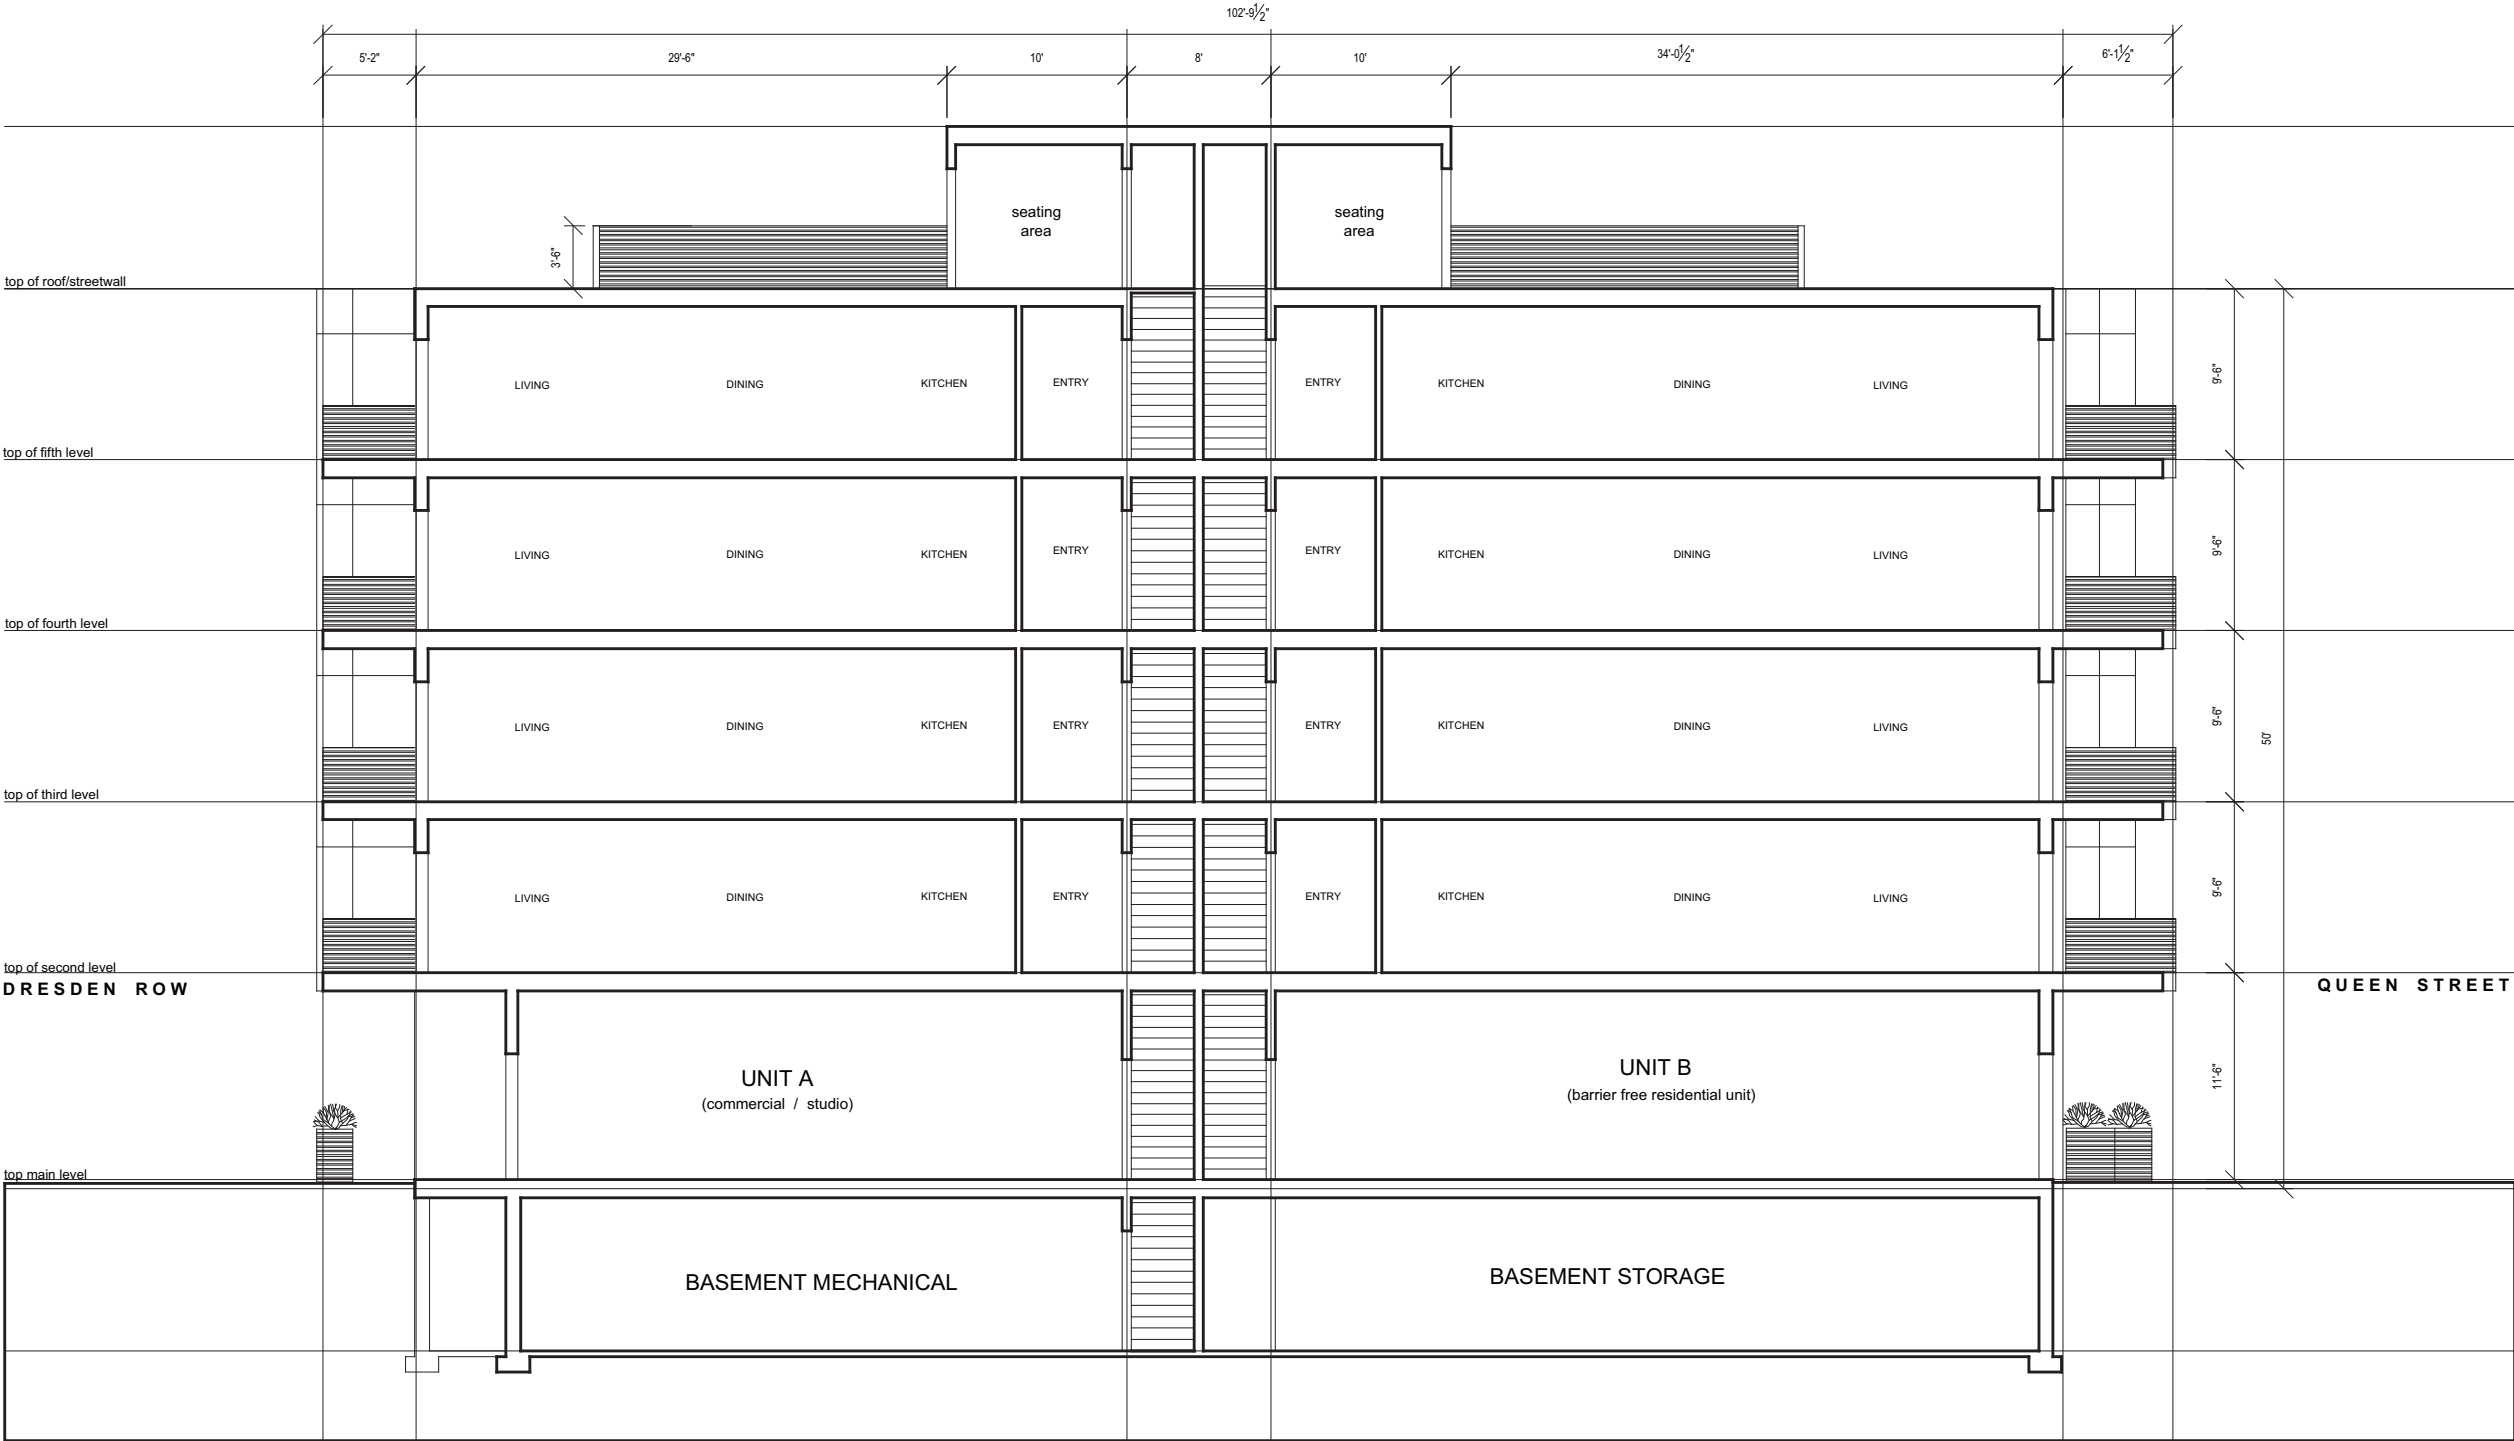 102'-9½"
5'-2"
29'-6"
10'
8'
10'
34'-0½"
6'-1½"
seating
area
seating
area
3'-6"
top of roof/streetwall
LIVING
DINING
KITCHEN
ENTRY
ENTRY
KITCHEN
DINING
LIVING
9'-6"
top of fifth level
LIVING
DINING
KITCHEN
ENTRY
ENTRY
KITCHEN
DINING
LIVING
9'-6"
top of fourth level
LIVING
DINING
KITCHEN
ENTRY
ENTRY
KITCHEN
DINING
LIVING
9'-6"
50'
top of third level
LIVING
DINING
KITCHEN
ENTRY
ENTRY
KITCHEN
DINING
LIVING
9'-6"
top of second level
DRESDEN ROW
QUEEN STREET
UNIT A
(commercial / studio)
UNIT B
(barrier free residential unit)
11'-6"
top main level
BASEMENT MECHANICAL
BASEMENT STORAGE